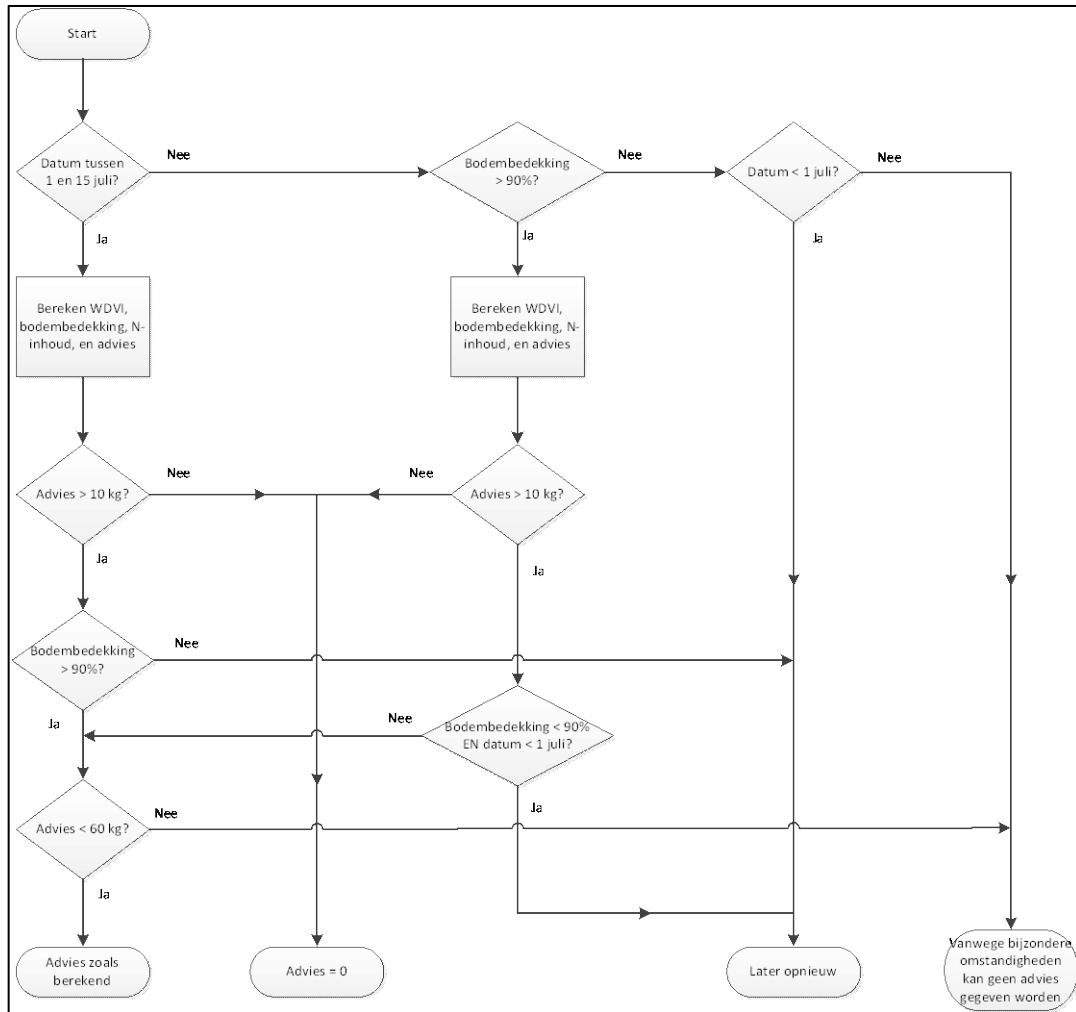 Start
Datum tussen
1 en 15 juli?
Nee
Bodembedekking
> 90%?
Nee
Datum < 1 juli?
Nee
Ja
Ja
Ja
Bereken WDVI,
bodembedekking, N-
inhoud, en advies
Bereken WDVI,
bodembedekking, N-
inhoud, en advies
Advies > 10 kg?
Nee
Nee
Advies > 10 kg?
Ja
Ja
Bodembedekking
> 90%?
Nee
Ja
Nee
Bodembedekking < 90%
EN datum < 1 juli?
Advies < 60 kg?
Nee
Ja
Ja
Advies zoals
berekend
Advies = 0
Later opnieuw
Vanwege bijzondere
omstandigheden
kan geen advies
gegeven worden